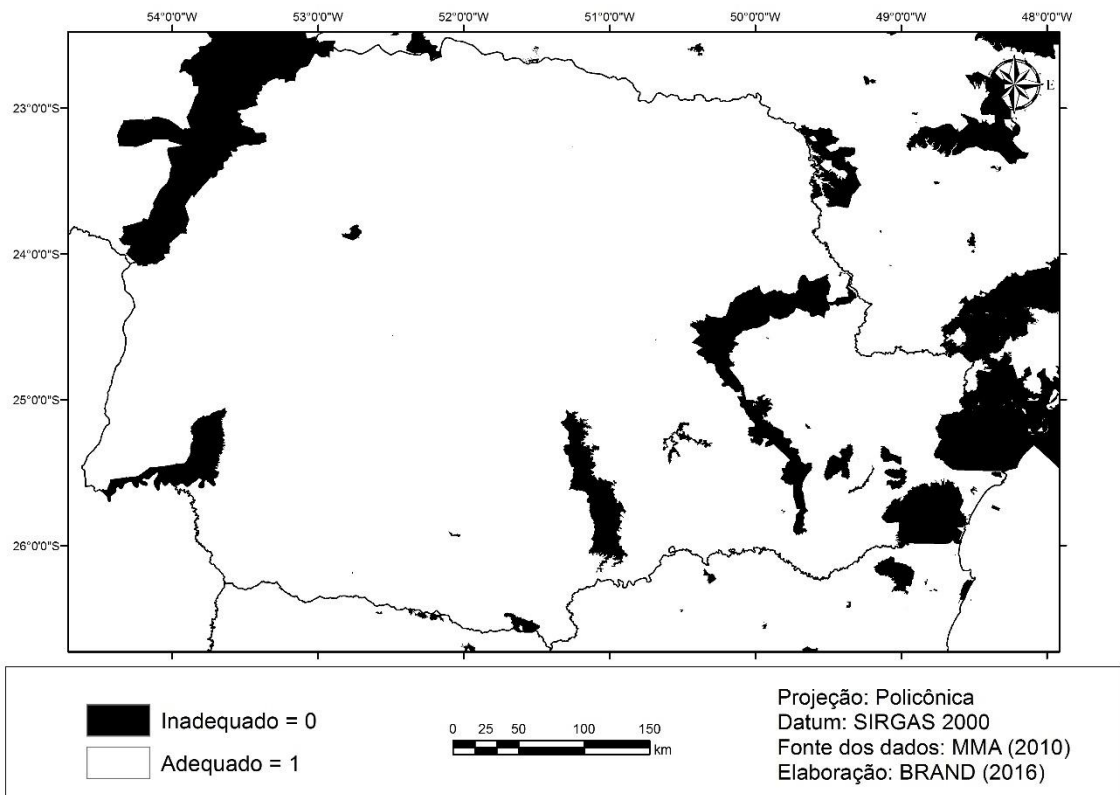 54°0'0"W 53°0'0"W 52°0'0"W 51°0'0"W 50°0'0"W 49°0'0"W 48°0'0"W
E
23°0'0"S
24°0'0"S
25°0'0"S
26°0'0"S
Inadequado = 0
Adequado = 1
0 25 50 100 150
km
Projeção: Policônica
Datum: SIRGAS 2000
Fonte dos dados: MMA (2010)
Elaboração: BRAND (2016)